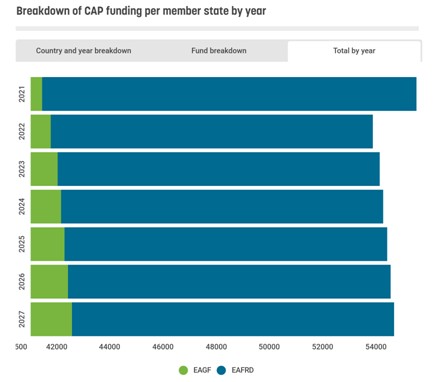 Breakdown of CAP funding per member state by year
Country and year breakdown
Fund breakdown
Total by year
2021
2022
2023
2024
2025
2026
2027
500
42000
44000
46000
48000
50000
52000
54000
EAGF
EAFRD